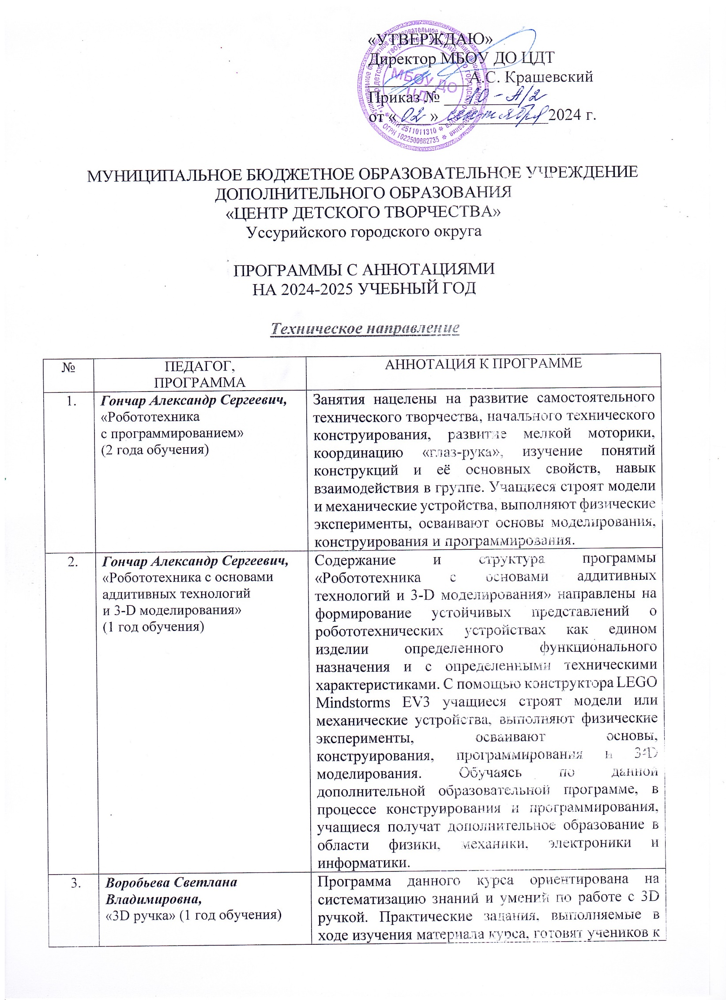 «УТВЕРЖДАЮ»
Директор МБОУ ДО ЦДТ
____________А.С. Крашевский
Приказ № 10-А/2
от « 02 » сентября 2024 г.
МБОУ ДО
ЦДТ
ИНН 2511011310
ОГРН 1022500862735
МУНИЦИПАЛЬНОЕ БЮДЖЕТНОЕ ОБРАЗОВАТЕЛЬНОЕ УЧРЕЖДЕНИЕ
ДОПОЛНИТЕЛЬНОГО ОБРАЗОВАНИЯ
«ЦЕНТР ДЕТСКОГО ТВОРЧЕСТВА»
Уссурийского городского округа
ПРОГРАММЫ С АННОТАЦИЯМИ
НА 2024-2025 УЧЕБНЫЙ ГОД
Техническое направление
№
ПЕДАГОГ,
ПРОГРАММА
АННОТАЦИЯ К ПРОГРАММЕ
1.
Гончар Александр Сергеевич,
«Робототехника
с программированием»
(2 года обучения)
Занятия нацелены на развитие самостоятельного
технического творчества, начального технического
конструирования, развитие мелкой моторики,
координацию «глаз-рука», изучение понятий
конструкций и её основных свойств, навык
взаимодействия в группе. Учащиеся строят модели
и механические устройства, выполняют физические
эксперименты, осваивают основы моделирования,
конструирования и программирования.
2.
Гончар Александр Сергеевич,
«Робототехника с основами
аддитивных технологий
и 3-D моделирования»
(1 год обучения)
Содержание и структура программы
«Робототехника с основами аддитивных
технологий и 3-D моделирования» направлены на
формирование устойчивых представлений о
робототехнических устройствах как едином
изделии определенного функционального
назначения и с определенными техническими
характеристиками. С помощью конструктора LEGO
Mindstorms EV3 учащиеся строят модели или
механические устройства, выполняют физические
эксперименты, осваивают основы,
конструирования, программирования и 3-D
моделирования. Обучаясь по данной
дополнительной образовательной программе, в
процессе конструирования и программирования,
учащиеся получат дополнительное образование в
области физики, механики, электроники и
информатики.
3.
Воробьева Светлана
Владимировна,
«3D ручка» (1 год обучения)
Программа данного курса ориентирована на
систематизацию знаний и умений по работе с 3D
ручкой. Практические задания, выполняемые в
ходе изучения материала курса, готовят учеников к